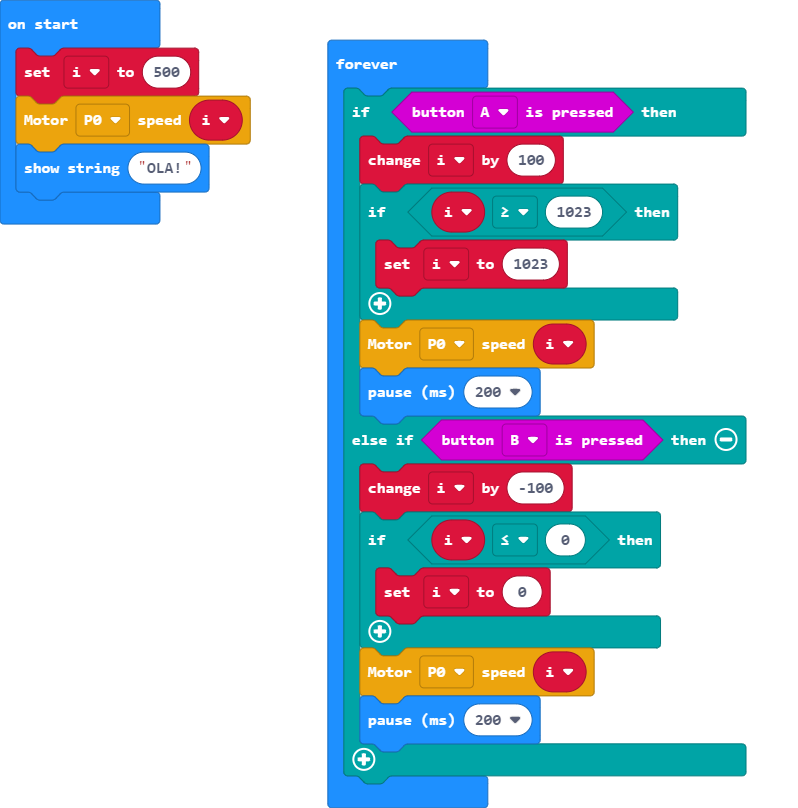 on start
set i to 500
Motor P0 speed i
show string "OLA!"
forever
if button A is pressed then
change i by 100
if i ≥ 1023 then
set i to 1023
Motor P0 speed i
pause (ms) 200
else if button B is pressed then
change i by -100
if i ≤ 0 then
set i to 0
Motor P0 speed i
pause (ms) 200